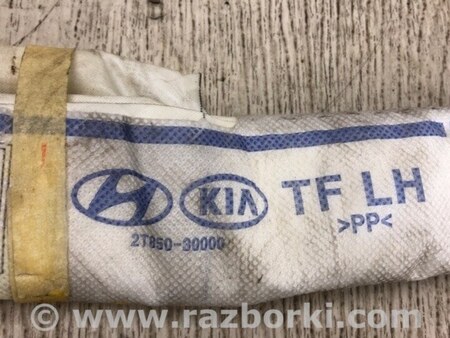 KIA TF LH
2T850-30000 >PP<
© www.razborki.com